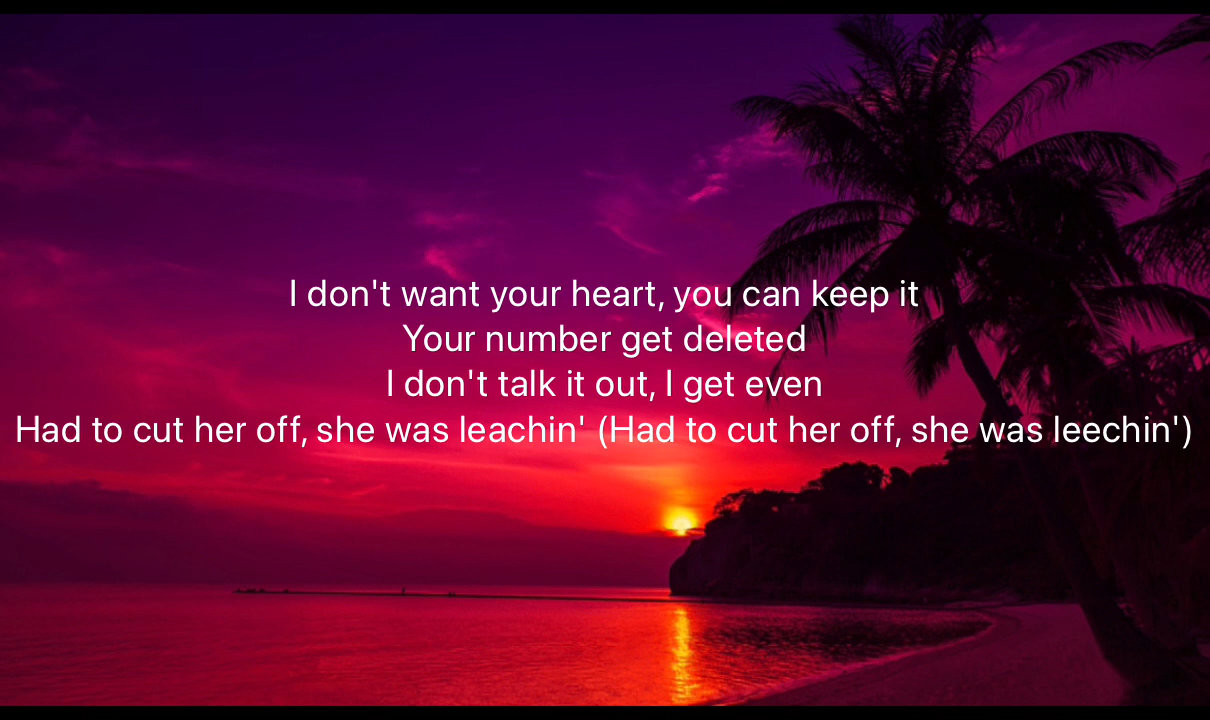 I don't want your heart, you can keep it
Your number get deleted
I don't talk it out, I get even
Had to cut her off, she was leachin' (Had to cut her off, she was leechin')